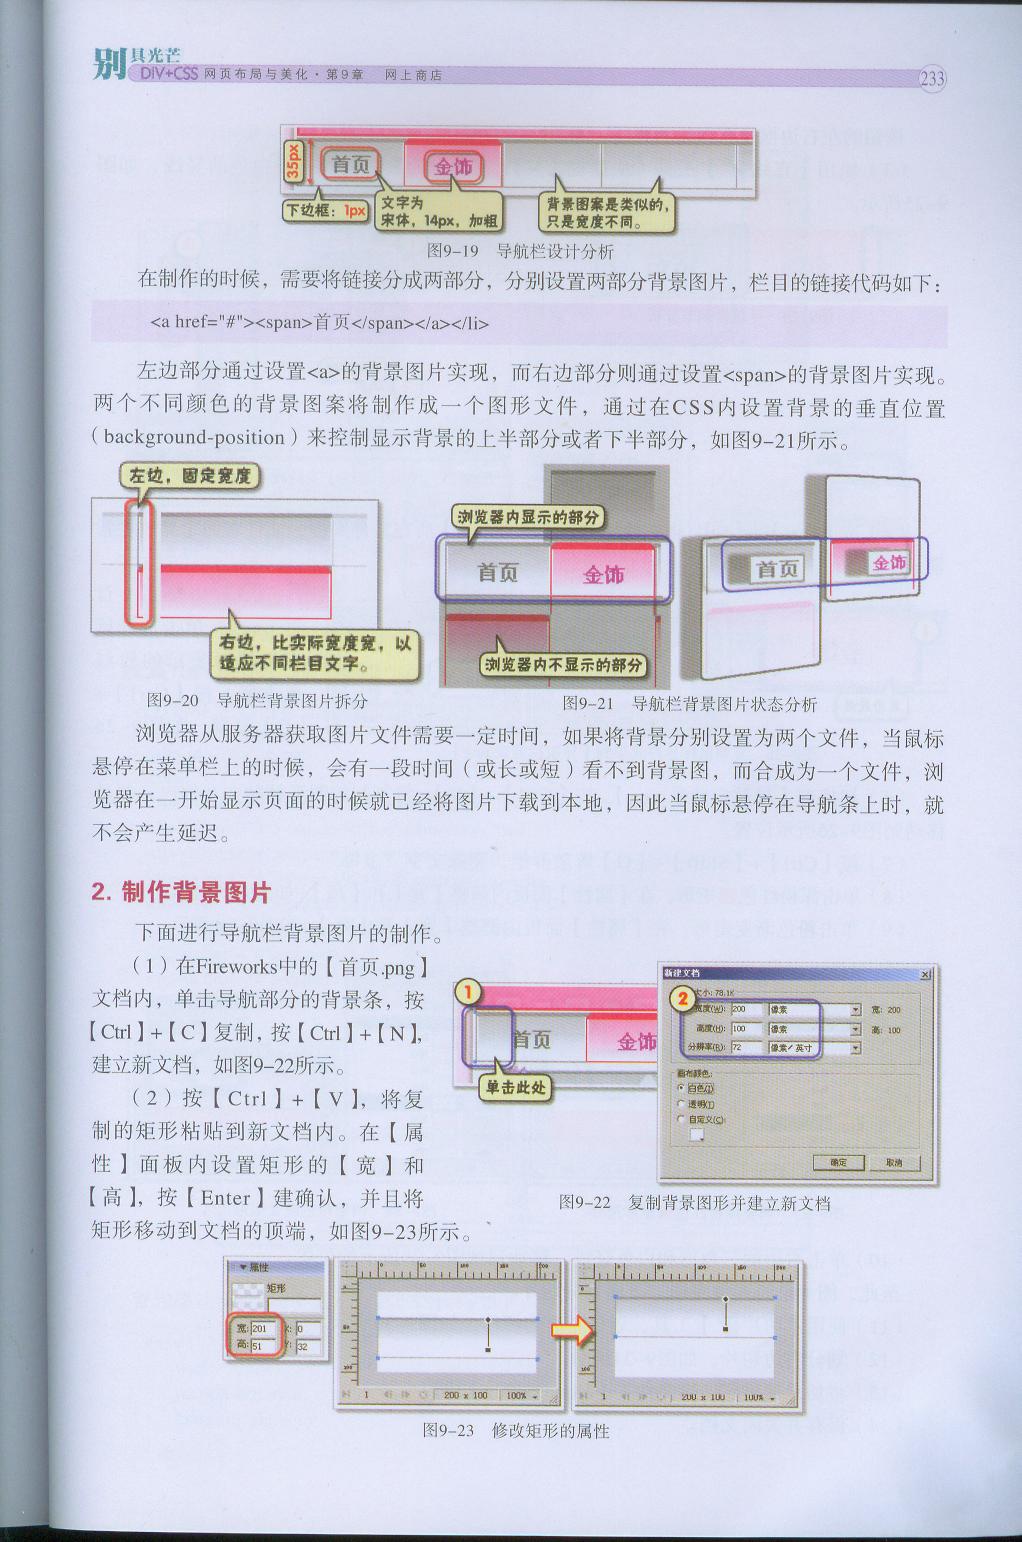 别具光芒
DIV+CSS 网页布局与美化·第9章 网上商店
233
35px
首页
金饰
下边框：1px
文字为
宋体，14px，加粗
背景图案是类似的，
只是宽度不同。
图9-19 导航栏设计分析
在制作的时候，需要将链接分成两部分，分别设置两部分背景图片，栏目的链接代码如下：
<a href="#"><span>首页</span></a></li>
左边部分通过设置<a>的背景图片实现，而右边部分则通过设置<span>的背景图片实现。
两个不同颜色的背景图案将制作成一个图形文件，通过在CSS内设置背景的垂直位置
（background-position）来控制显示背景的上半部分或者下半部分，如图9-21所示。
左边，固定宽度
右边，比实际宽度宽，以
适应不同栏目文字。
浏览器内显示的部分
首页
金饰
浏览器内不显示的部分
首页
金饰
图9-20 导航栏背景图片拆分
图9-21 导航栏背景图片状态分析
浏览器从服务器获取图片文件需要一定时间，如果将背景分别设置为两个文件，当鼠标
悬停在菜单栏上的时候，会有一段时间（或长或短）看不到背景图，而合成为一个文件，浏
览器在一开始显示页面的时候就已经将图片下载到本地，因此当鼠标悬停在导航条上时，就
不会产生延迟。
2. 制作背景图片
下面进行导航栏背景图片的制作。
（1）在Fireworks中的【首页.png】
文档内，单击导航部分的背景条，按
【Ctrl】+【C】复制，按【Ctrl】+【N】，
建立新文档，如图9-22所示。
（2）按【Ctrl】+【V】，将复
制的矩形粘贴到新文档内。在【属
性】面板内设置矩形的【宽】和
【高】，按【Enter】建确认，并且将
矩形移动到文档的顶端，如图9-23所示。
1
首页
金饰
单击此处
新建文档
大小: 78.1K
2
宽度(W): 200 像素 宽: 200
高度(H): 100 像素 高: 100
分辨率(R): 72 像素/英寸
画布颜色:
白色(I)
透明(T)
自定义(C):
确定
取消
图9-22 复制背景图形并建立新文档
属性
矩形
宽: 201 X: 0
高: 51 Y: 32
0 50 100 150 200
1 200 x 100 100%
0 50 100 150 200
1 200 x 100 100%
图9-23 修改矩形的属性